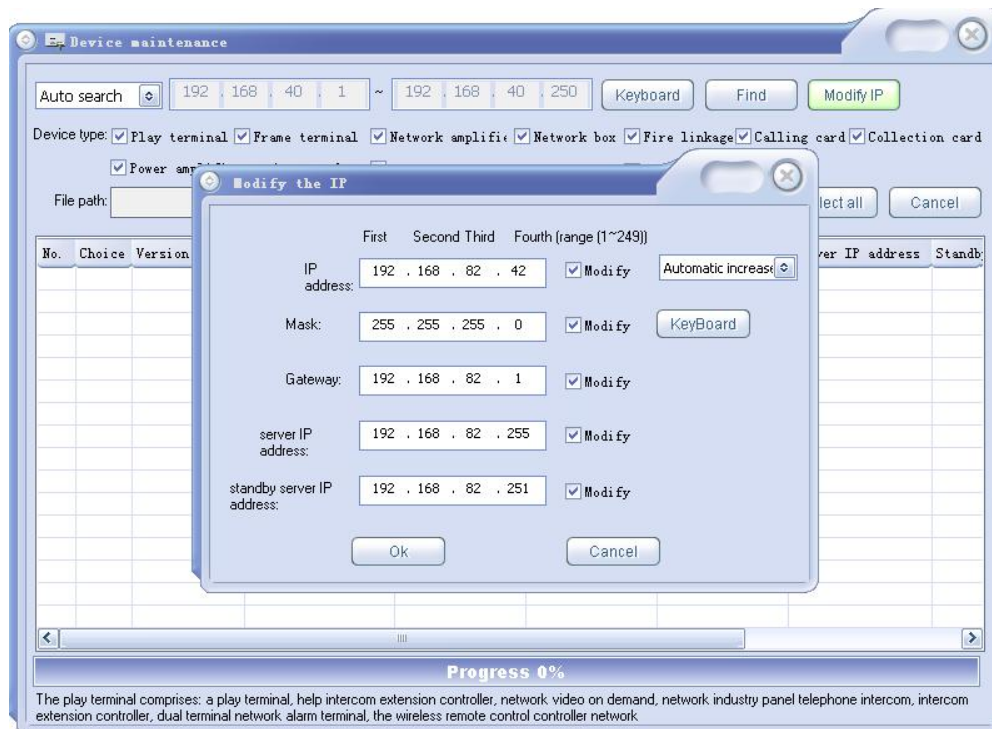 Device maintenance
Auto search 192 . 168 . 40 . 1 ~ 192 . 168 . 40 . 250 Keyboard Find Modify IP
Device type: Play terminal Frame terminal Network amplifie Network box Fire linkage Calling card Collection card
Power
Modify the IP
File path: lect all Cancel
First Second Third Fourth (range (1~249))
No. Choice Version ver IP address Standby
IP address: 192 . 168 . 82 . 42 Modify Automatic increase
Mask: 255 . 255 . 255 . 0 Modify KeyBoard
Gateway: 192 . 168 . 82 . 1 Modify
server IP address: 192 . 168 . 82 . 255 Modify
standby server IP address: 192 . 168 . 82 . 251 Modify
Ok Cancel
Progress 0%
The play terminal comprises: a play terminal, help intercom extension controller, network video on demand, network industry panel telephone intercom, intercom
extension controller, dual terminal network alarm terminal, the wireless remote control controller network